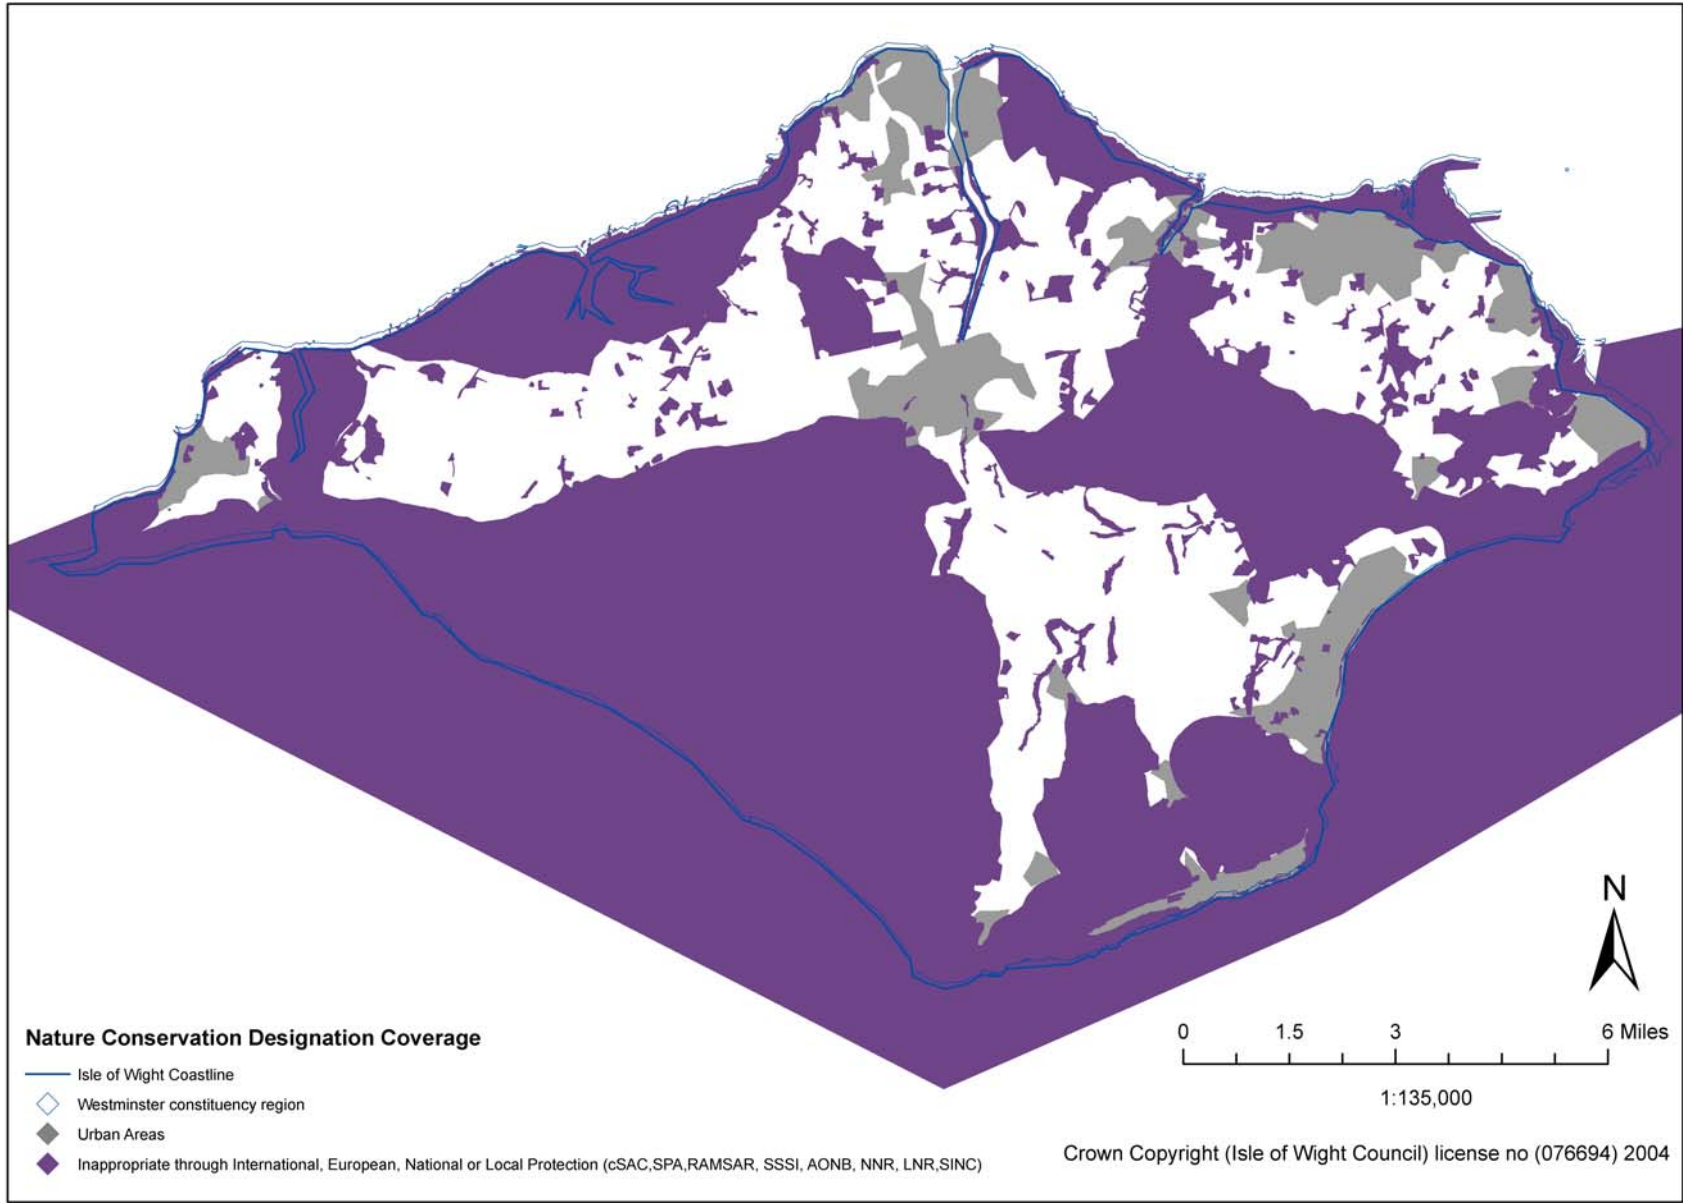 N
0 1.5 3 6 Miles
1:135,000
Nature Conservation Designation Coverage
Isle of Wight Coastline
Westminster constituency region
Urban Areas
Inappropriate through International, European, National or Local Protection (cSAC,SPA,RAMSAR, SSSI, AONB, NNR, LNR,SINC)
Crown Copyright (Isle of Wight Council) license no (076694) 2004